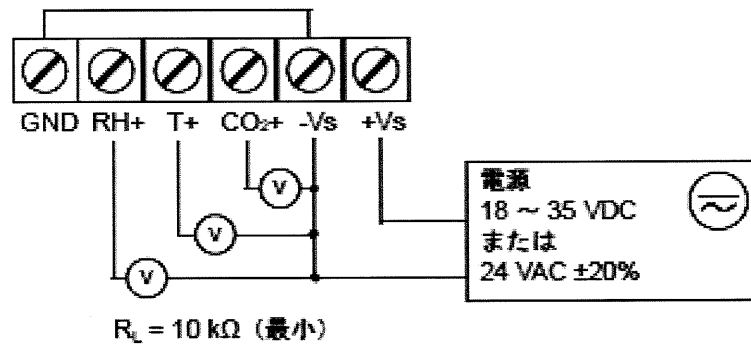 GND RH+ T+ CO₂+ -Vs +Vs
V
V
V
電源
18 ~ 35 VDC
または
24 VAC ±20%
R_L = 10 kΩ（最小）